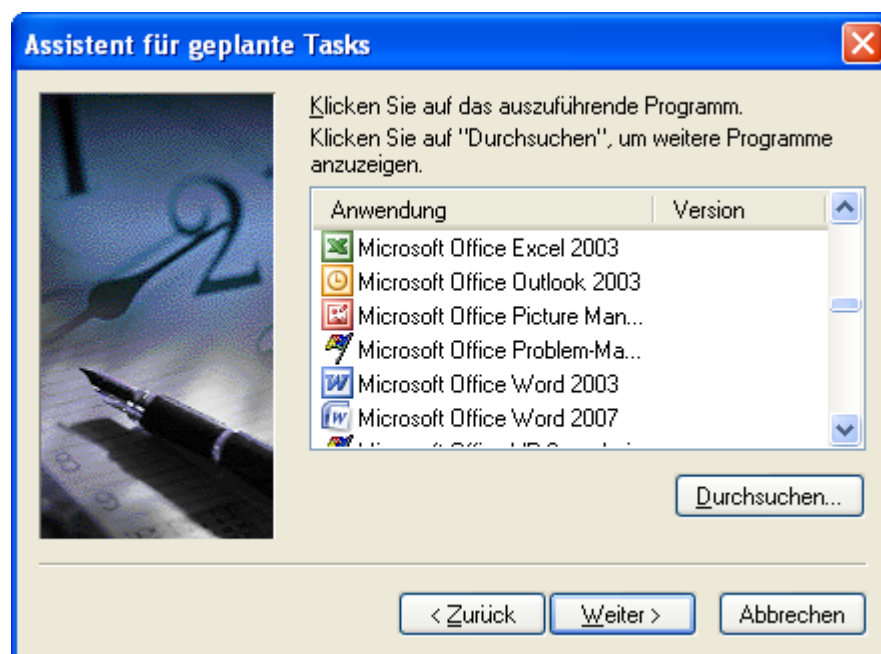 Assistent für geplante Tasks
Klicken Sie auf das auszuführende Programm.
Klicken Sie auf "Durchsuchen", um weitere Programme
anzuzeigen.
Anwendung Version
Microsoft Office Excel 2003
Microsoft Office Outlook 2003
Microsoft Office Picture Man...
Microsoft Office Problem-Ma...
Microsoft Office Word 2003
Microsoft Office Word 2007
Durchsuchen...
< Zurück Weiter > Abbrechen